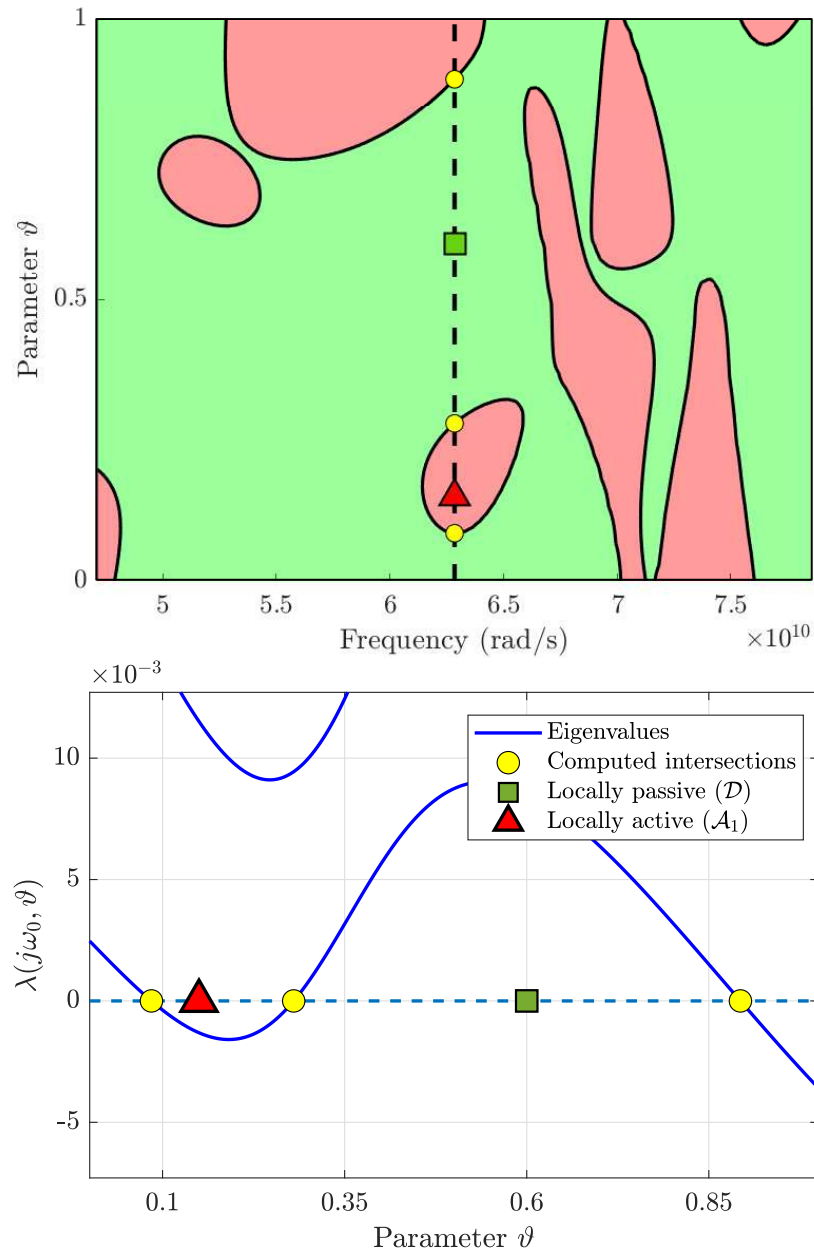 1
0.5
0
Parameter ϑ
5
5.5
6
6.5
7
7.5
Frequency (rad/s)
×10¹⁰
×10⁻³
10
5
0
-5
λ(jω₀, ϑ)
Eigenvalues
Computed intersections
Locally passive (𝒟)
Locally active (𝒜₁)
0.1
0.35
0.6
0.85
Parameter ϑ